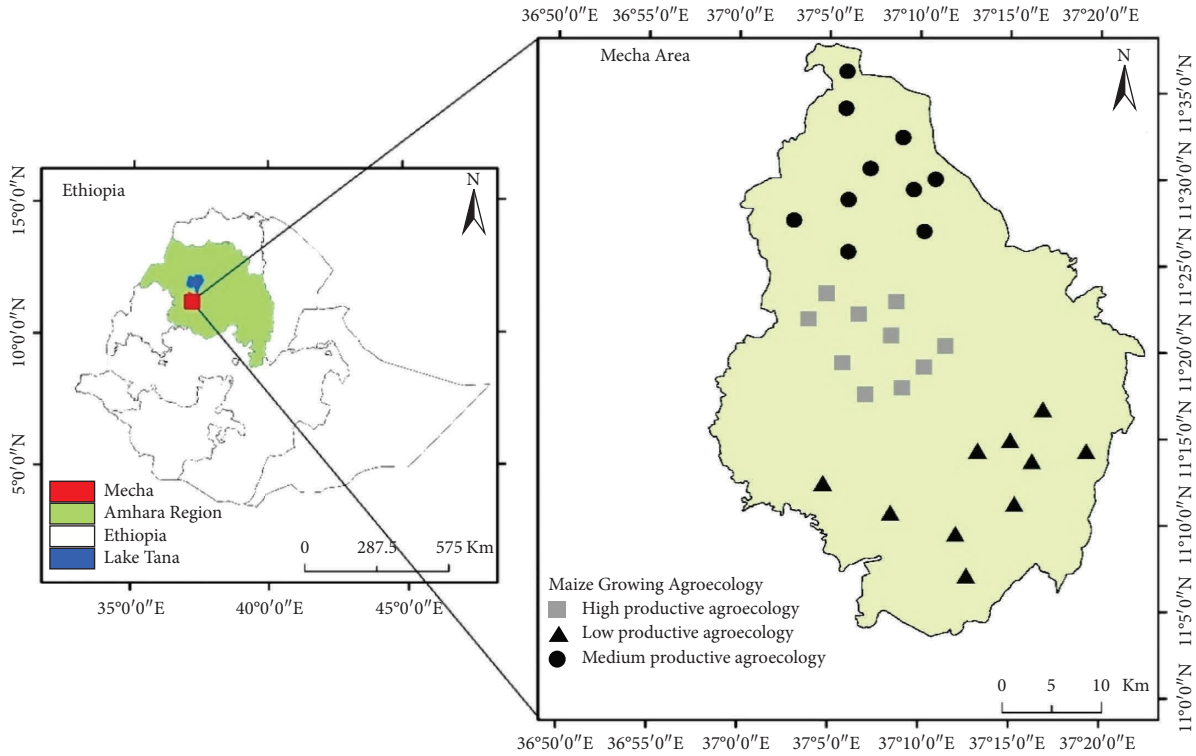 36°50′0″E 36°55′0″E 37°0′0″E 37°5′0″E 37°10′0″E 37°15′0″E 37°20′0″E
Mecha Area
N
11°35′0″N
11°30′0″N
11°25′0″N
11°20′0″N
11°15′0″N
11°10′0″N
11°5′0″N
11°0′0″N
Maize Growing Agroecology
High productive agroecology
Low productive agroecology
Medium productive agroecology
0 5 10 Km
36°50′0″E 36°55′0″E 37°0′0″E 37°5′0″E 37°10′0″E 37°15′0″E 37°20′0″E
Ethiopia
N
15°0′0″N
10°0′0″N
5°0′0″N
Mecha
Amhara Region
Ethiopia
Lake Tana
0 287.5 575 Km
35°0′0″E 40°0′0″E 45°0′0″E